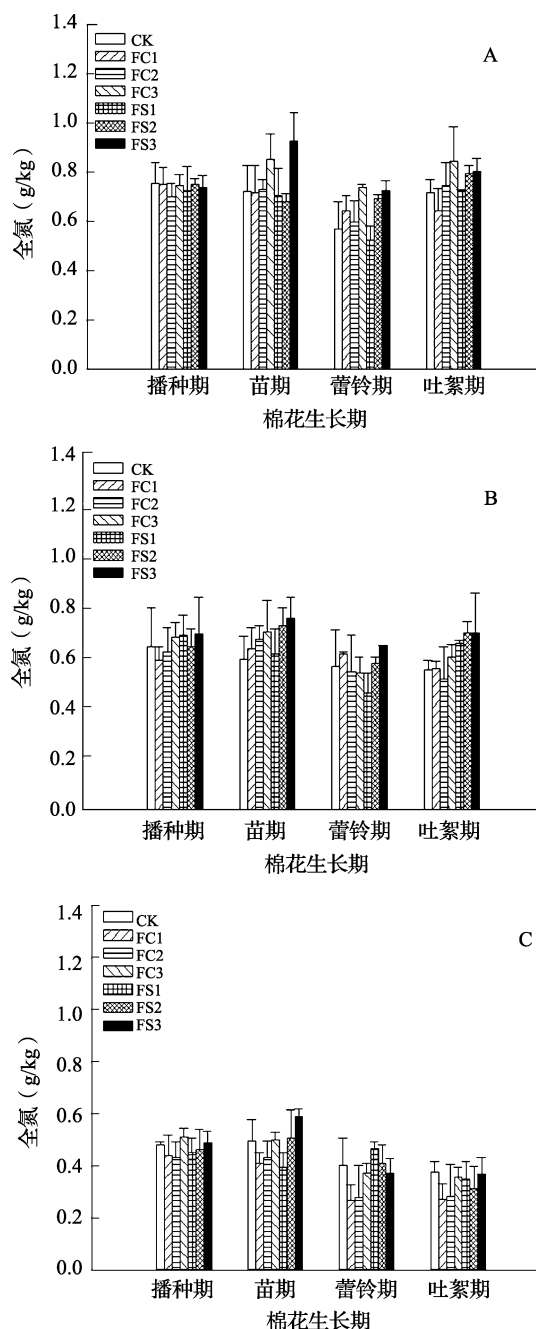 1.4
1.2
1.0
0.8
0.6
0.4
0.2
0.0
全氮（g/kg）
CK
FC1
FC2
FC3
FS1
FS2
FS3
A
播种期 苗期 蕾铃期 吐絮期
棉花生长期
1.4
1.2
1.0
0.8
0.6
0.4
0.2
0.0
全氮（g/kg）
CK
FC1
FC2
FC3
FS1
FS2
FS3
B
播种期 苗期 蕾铃期 吐絮期
棉花生长期
1.4
1.2
1.0
0.8
0.6
0.4
0.2
0.0
全氮（g/kg）
CK
FC1
FC2
FC3
FS1
FS2
FS3
C
播种期 苗期 蕾铃期 吐絮期
棉花生长期